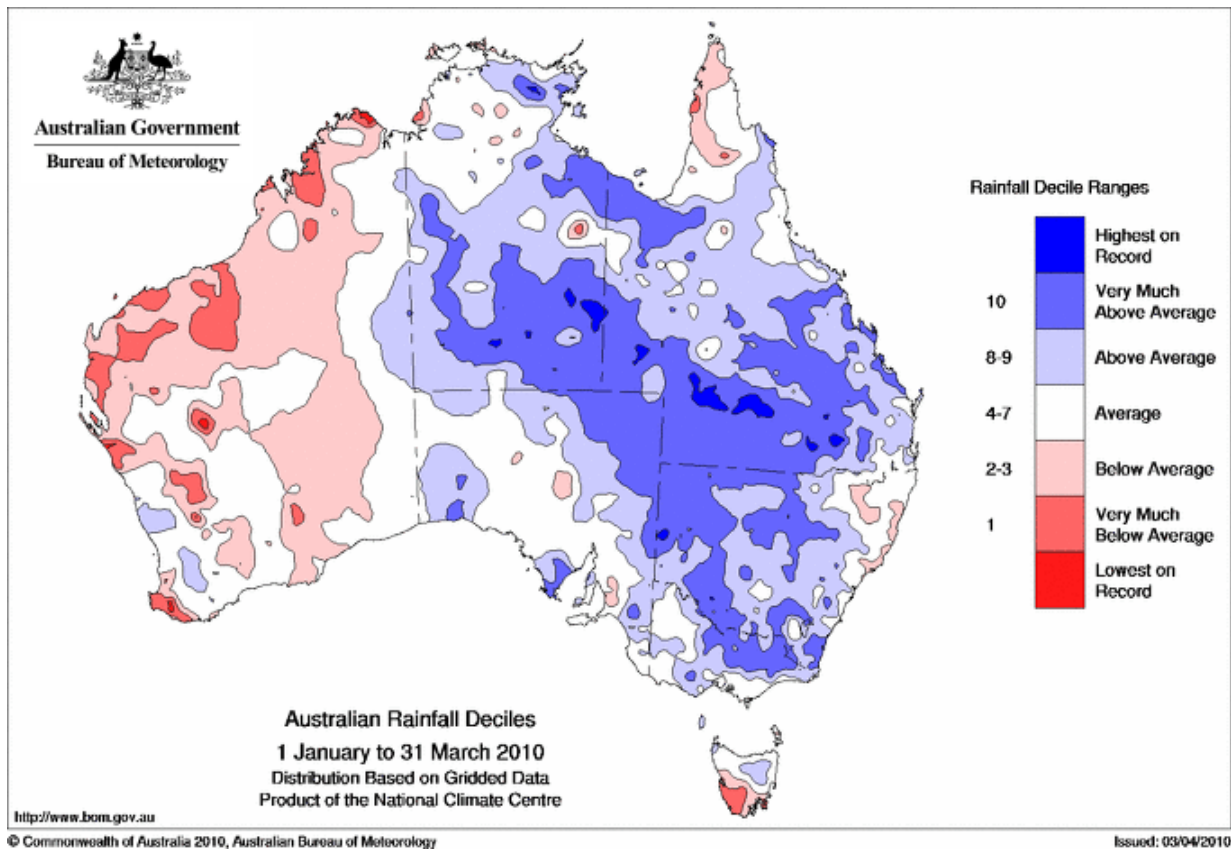 Australian Government
Bureau of Meteorology
Rainfall Decile Ranges
Highest on
Record
10
Very Much
Above Average
8-9
Above Average
4-7
Average
2-3
Below Average
1
Very Much
Below Average
Lowest on
Record
Australian Rainfall Deciles
1 January to 31 March 2010
Distribution Based on Gridded Data
Product of the National Climate Centre
http://www.bom.gov.au
© Commonwealth of Australia 2010, Australian Bureau of Meteorology
Issued: 03/04/2010